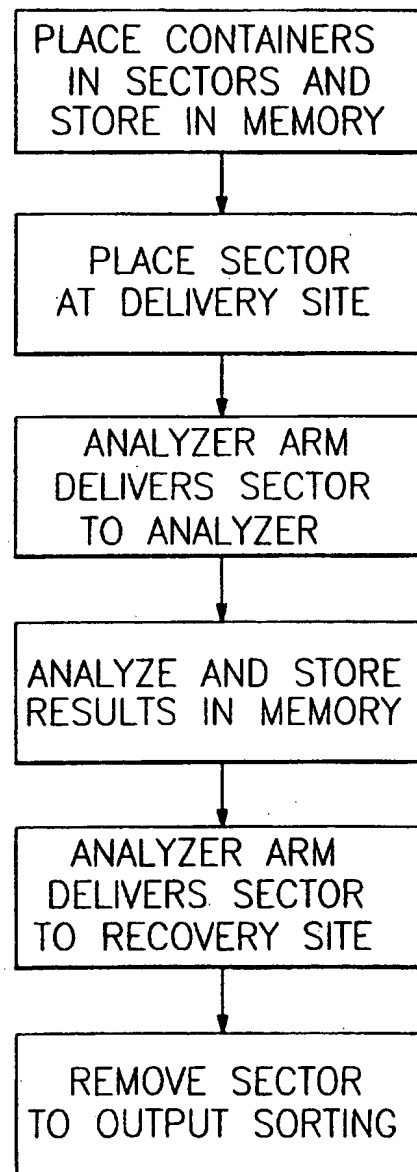 PLACE CONTAINERS
IN SECTORS AND
STORE IN MEMORY
PLACE SECTOR
AT DELIVERY SITE
ANALYZER ARM
DELIVERS SECTOR
TO ANALYZER
ANALYZE AND STORE
RESULTS IN MEMORY
ANALYZER ARM
DELIVERS SECTOR
TO RECOVERY SITE
REMOVE SECTOR
TO OUTPUT SORTING